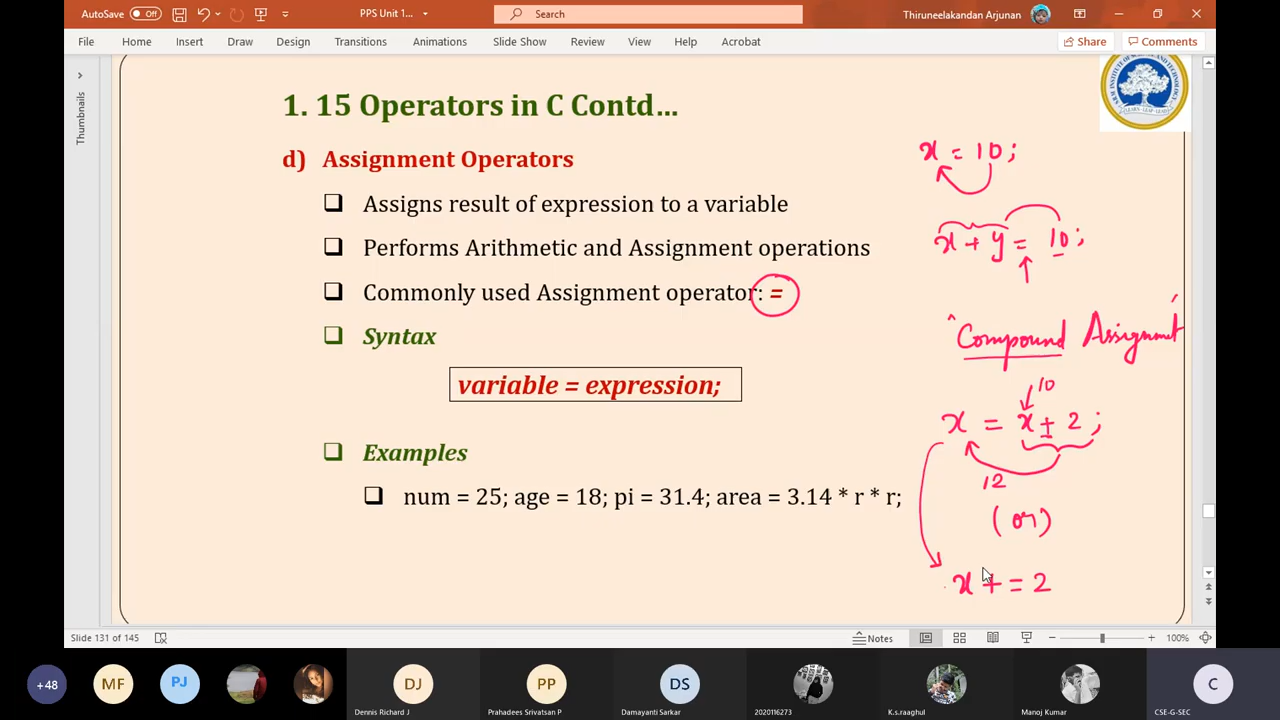 AutoSave Off PPS Unit 1... Search Thiruneelakandan Arjunan
File Home Insert Draw Design Transitions Animations Slide Show Review View Help Acrobat Share Comments
Thumbnails
1. 15 Operators in C Contd...
d) Assignment Operators
Assigns result of expression to a variable
Performs Arithmetic and Assignment operations
Commonly used Assignment operator: =
Syntax
variable = expression;
Examples
num = 25; age = 18; pi = 31.4; area = 3.14 * r * r;
x = 10;
x + y = 10;
"Compound Assignment"
10
x = x + 2;
12
(or)
x + = 2
Slide 131 of 145 Notes 100%
+48 MF PJ DJ PP DS C
Dennis Richard J Prahadees Srivatsan P Damayanti Sarkar 2020116273 K.s.raaghul Manoj Kumar CSE-G-SEC